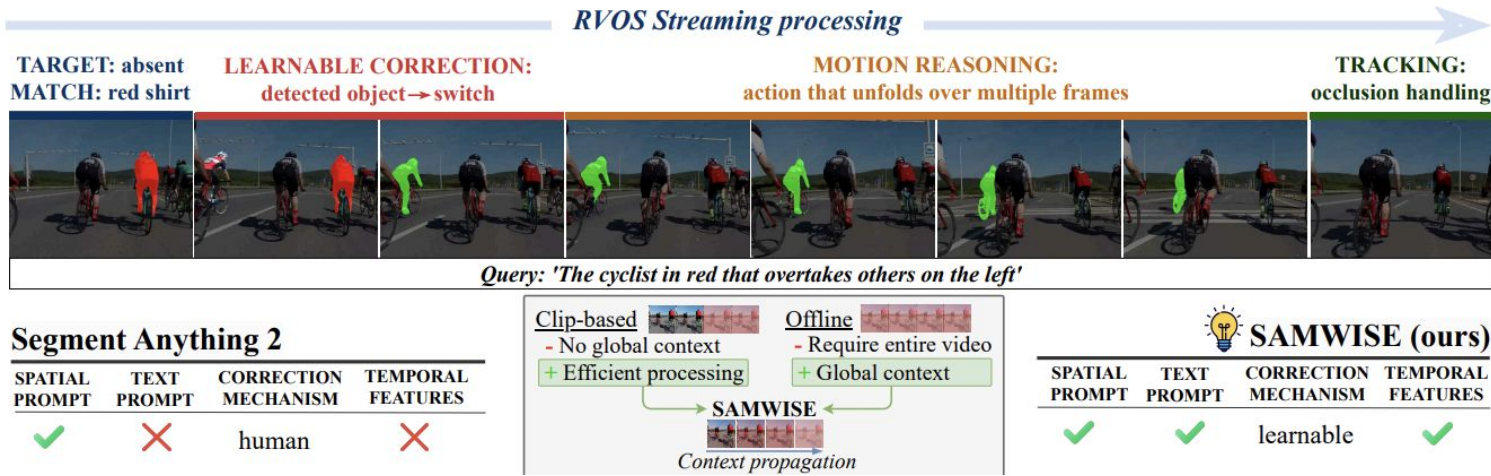 RVOS Streaming processing
TARGET: absent
MATCH: red shirt
LEARNABLE CORRECTION:
detected object→switch
MOTION REASONING:
action that unfolds over multiple frames
TRACKING:
occlusion handling
Query: 'The cyclist in red that overtakes others on the left'
Segment Anything 2
SPATIAL PROMPT
TEXT PROMPT
CORRECTION MECHANISM
TEMPORAL FEATURES
human
Clip-based
- No global context
+ Efficient processing
Offline
- Require entire video
+ Global context
SAMWISE
Context propagation
SAMWISE (ours)
SPATIAL PROMPT
TEXT PROMPT
CORRECTION MECHANISM
TEMPORAL FEATURES
learnable